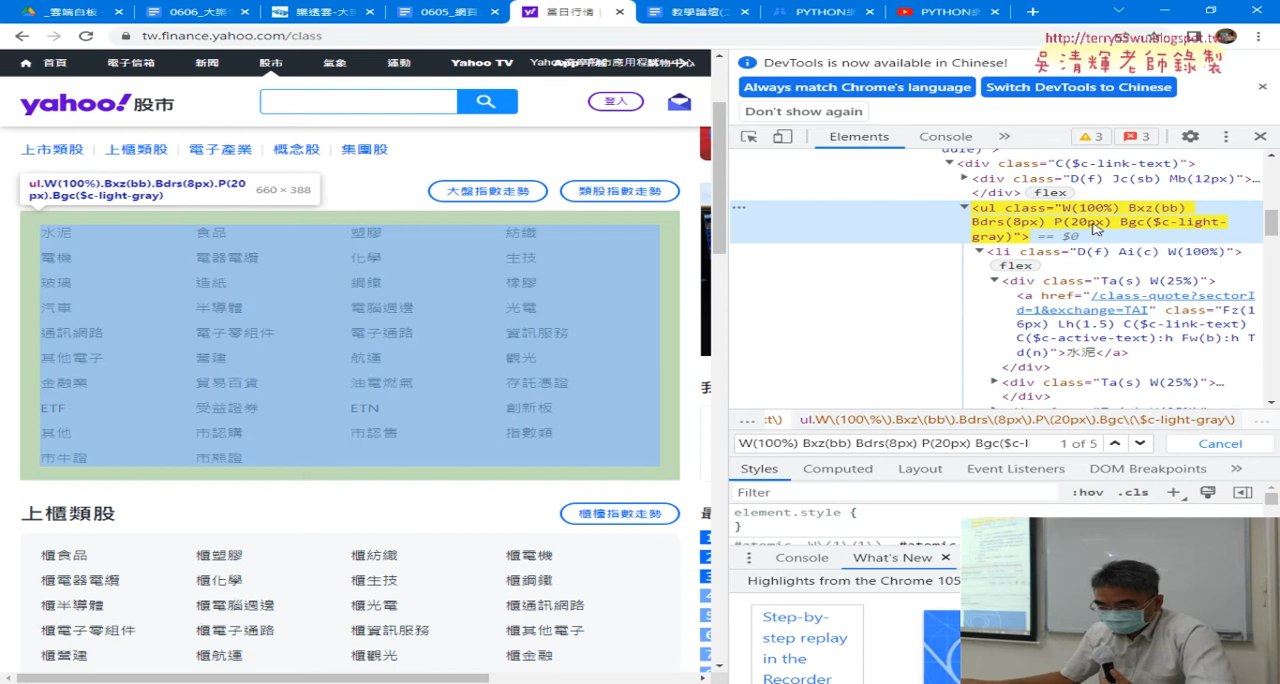 _雲端白板
0606_大樂
樂透雲-大
0605_網頁
當日行情 |
教學論壇(二
PYTHON
PYTHON
tw.finance.yahoo.com/class
http://terry55wu.blogspot.tw
吳清輝老師錄製
首頁 電子信箱 新聞 股市 氣象 運動 Yahoo TV
yahoo!股市
登入
上市類股 | 上櫃類股 | 電子產業 | 概念股 | 集團股
ul.W(100%).Bxz(bb).Bdrs(8px).P(20
px).Bgc($c-light-gray)
660 × 388
大盤指數走勢 類股指數走勢
水泥 食品 塑膠 紡織
電機 電器電纜 化學 生技
玻璃 造紙 鋼鐵 橡膠
汽車 半導體 電腦週邊 光電
通訊網路 電子零組件 電子通路 資訊服務
其他電子 營建 航運 觀光
金融業 貿易百貨 油電燃氣 存託憑證
ETF 受益證券 ETN 創新板
其他 市認購 市認售 指數類
市牛證 市熊證
上櫃類股
櫃檯指數走勢
櫃食品 櫃塑膠 櫃紡織 櫃電機
櫃電器電纜 櫃化學 櫃生技 櫃鋼鐵
櫃半導體 櫃電腦週邊 櫃光電 櫃通訊網路
櫃電子零組件 櫃電子通路 櫃資訊服務 櫃其他電子
櫃營建 櫃航運 櫃觀光 櫃金融
DevTools is now available in Chinese!
Always match Chrome's language
Switch DevTools to Chinese
Don't show again
Elements Console » 3 3
<div class="C($c-link-text)">
<div class="D(f) Jc(sb) Mb(12px)">…
</div> flex
<ul class="W(100%) Bxz(bb)
Bdrs(8px) P(20px) Bgc($c-light-
gray)"> == $0
<li class="D(f) Ai(c) W(100%)">
flex
<div class="Ta(s) W(25%)">
<a href="/class-quote?sectorI
d=1&exchange=TAI" class="Fz(1
6px) Lh(1.5) C($c-link-text)
C($c-active-text):h Fw(b):h T
d(n)">水泥</a>
</div>
<div class="Ta(s) W(25%)">…
</div>
ul.W\(100\%\).Bxz\(bb\).Bdrs\(8px\).P\(20px\).Bgc\(\$c-light-gray\)
W(100%) Bxz(bb) Bdrs(8px) P(20px) Bgc($c-l
1 of 5
Cancel
Styles Computed Layout Event Listeners DOM Breakpoints »
Filter
:hov .cls +
element.style {
}
Console What's New
Highlights from the Chrome 105
Step-by-
step replay
in the
Recorder